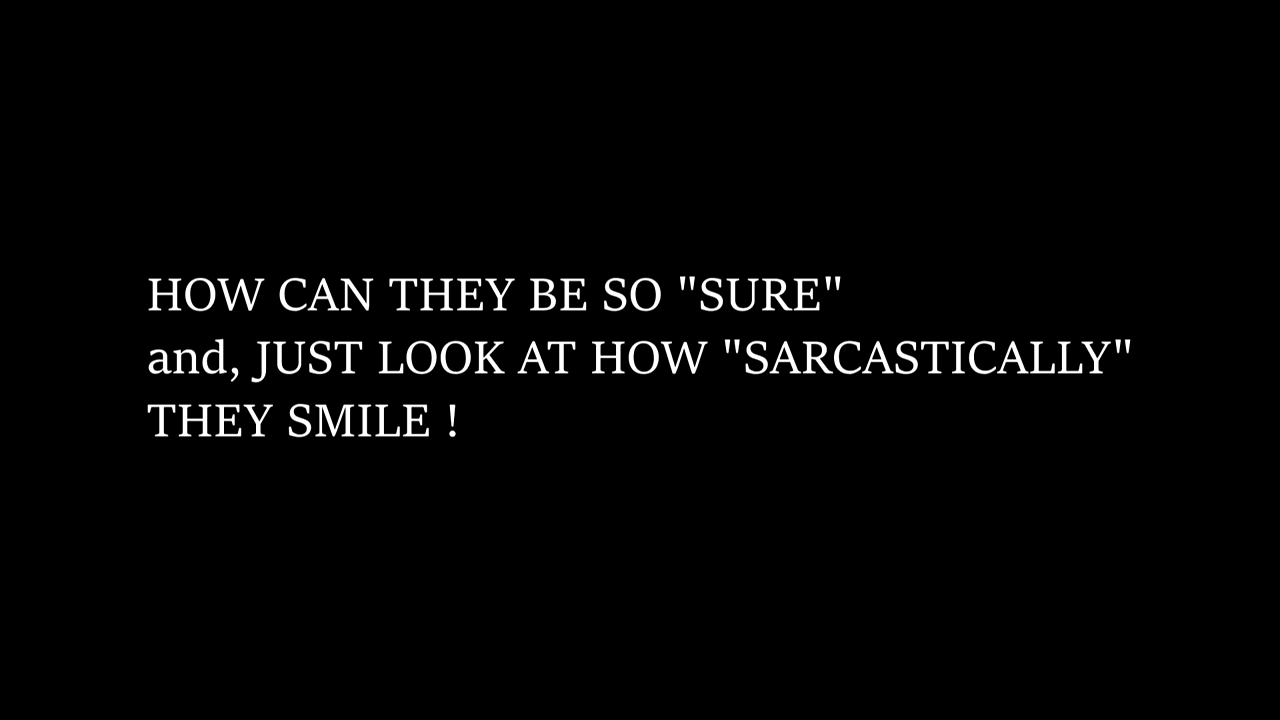 HOW CAN THEY BE SO "SURE"
and, JUST LOOK AT HOW "SARCASTICALLY"
THEY SMILE !